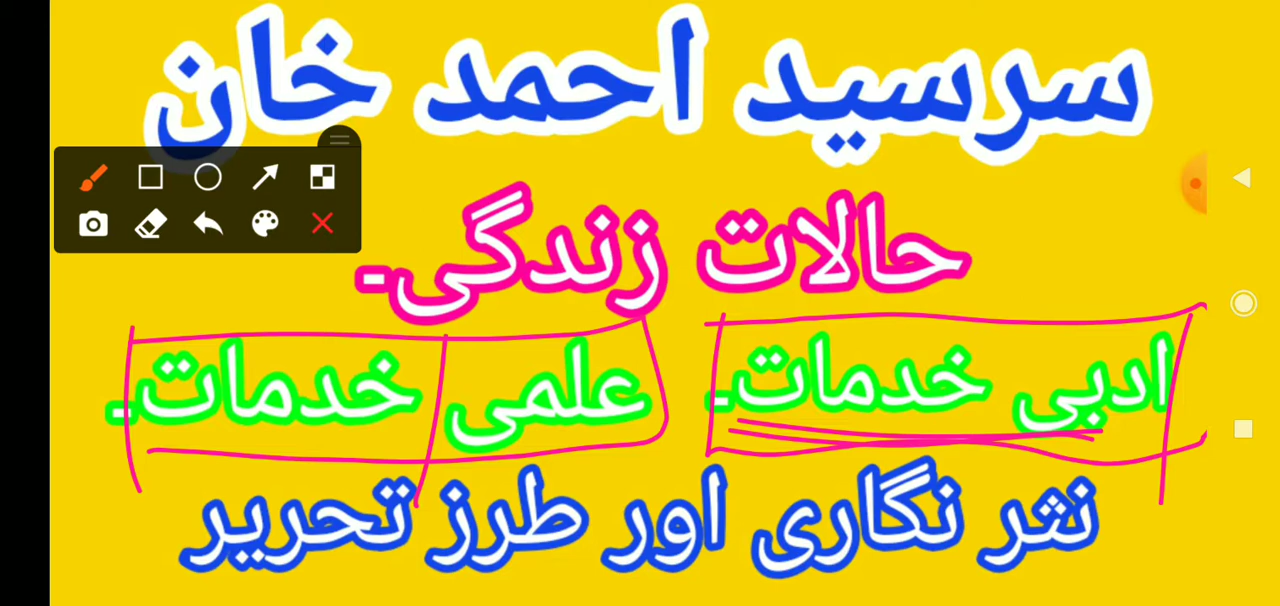 سرسید احمد خان
حالات زندگی۔
ادبی خدمات۔ علمی خدمات۔
نثر نگاری اور طرز تحریر